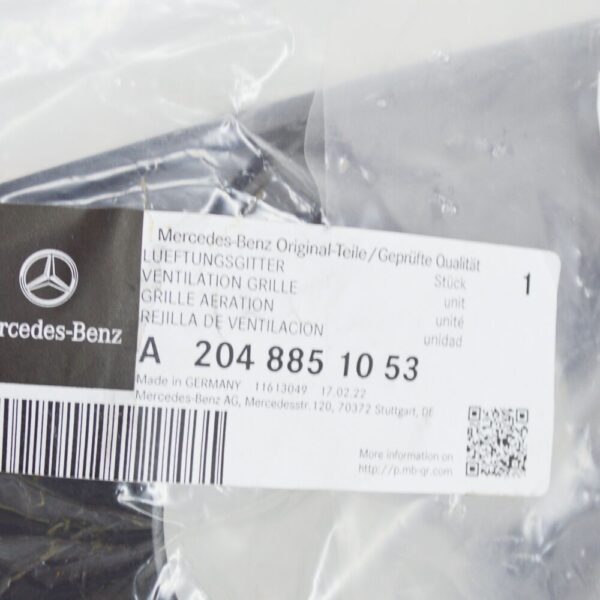 Mercedes-Benz Original-Teile/Geprüfte Qualität
LUEFTUNGSGITTER Stück 1
VENTILATION GRILLE unit
GRILLE AERATION unité
REJILLA DE VENTILACION unidad
rcedes-Benz
A 204 885 10 53
Made in GERMANY 11613049 17.02.22
Mercedes-Benz AG, Mercedesstr.120, 70372 Stuttgart, DE
More information on
http://p.mb-qr.com